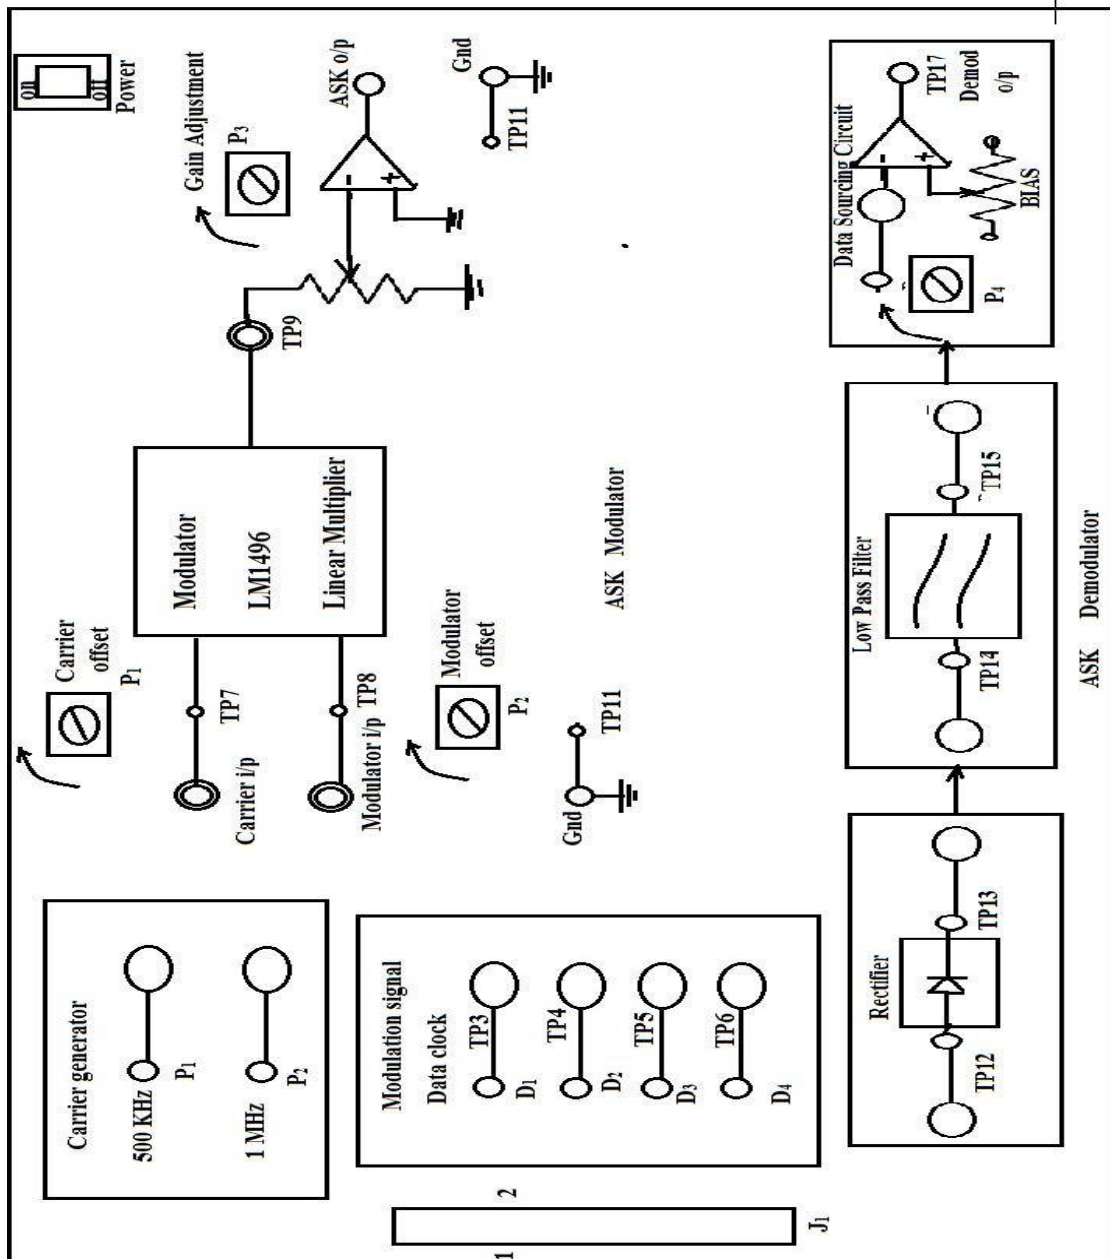 on
off
Power
Gain Adjustment
P3
ASK o/p
Gnd
TP11
TP9
Modulator
LM1496
Linear Multiplier
Carrier
offset
P1
TP7
Carrier i/p
TP8
Modulator i/p
Modulator
offset
P2
Gnd
TP11
ASK Modulator
Carrier generator
500 KHz
P1
1 MHz
P2
Modulation signal
Data clock
TP3
D1
TP4
D2
TP5
D3
TP6
D4
1
2
J1
Rectifier
TP12
TP13
Low Pass Filter
TP14
TP15
Data Sourcing Circuit
P4
BIAS
TP17
Demod
o/p
ASK Demodulator